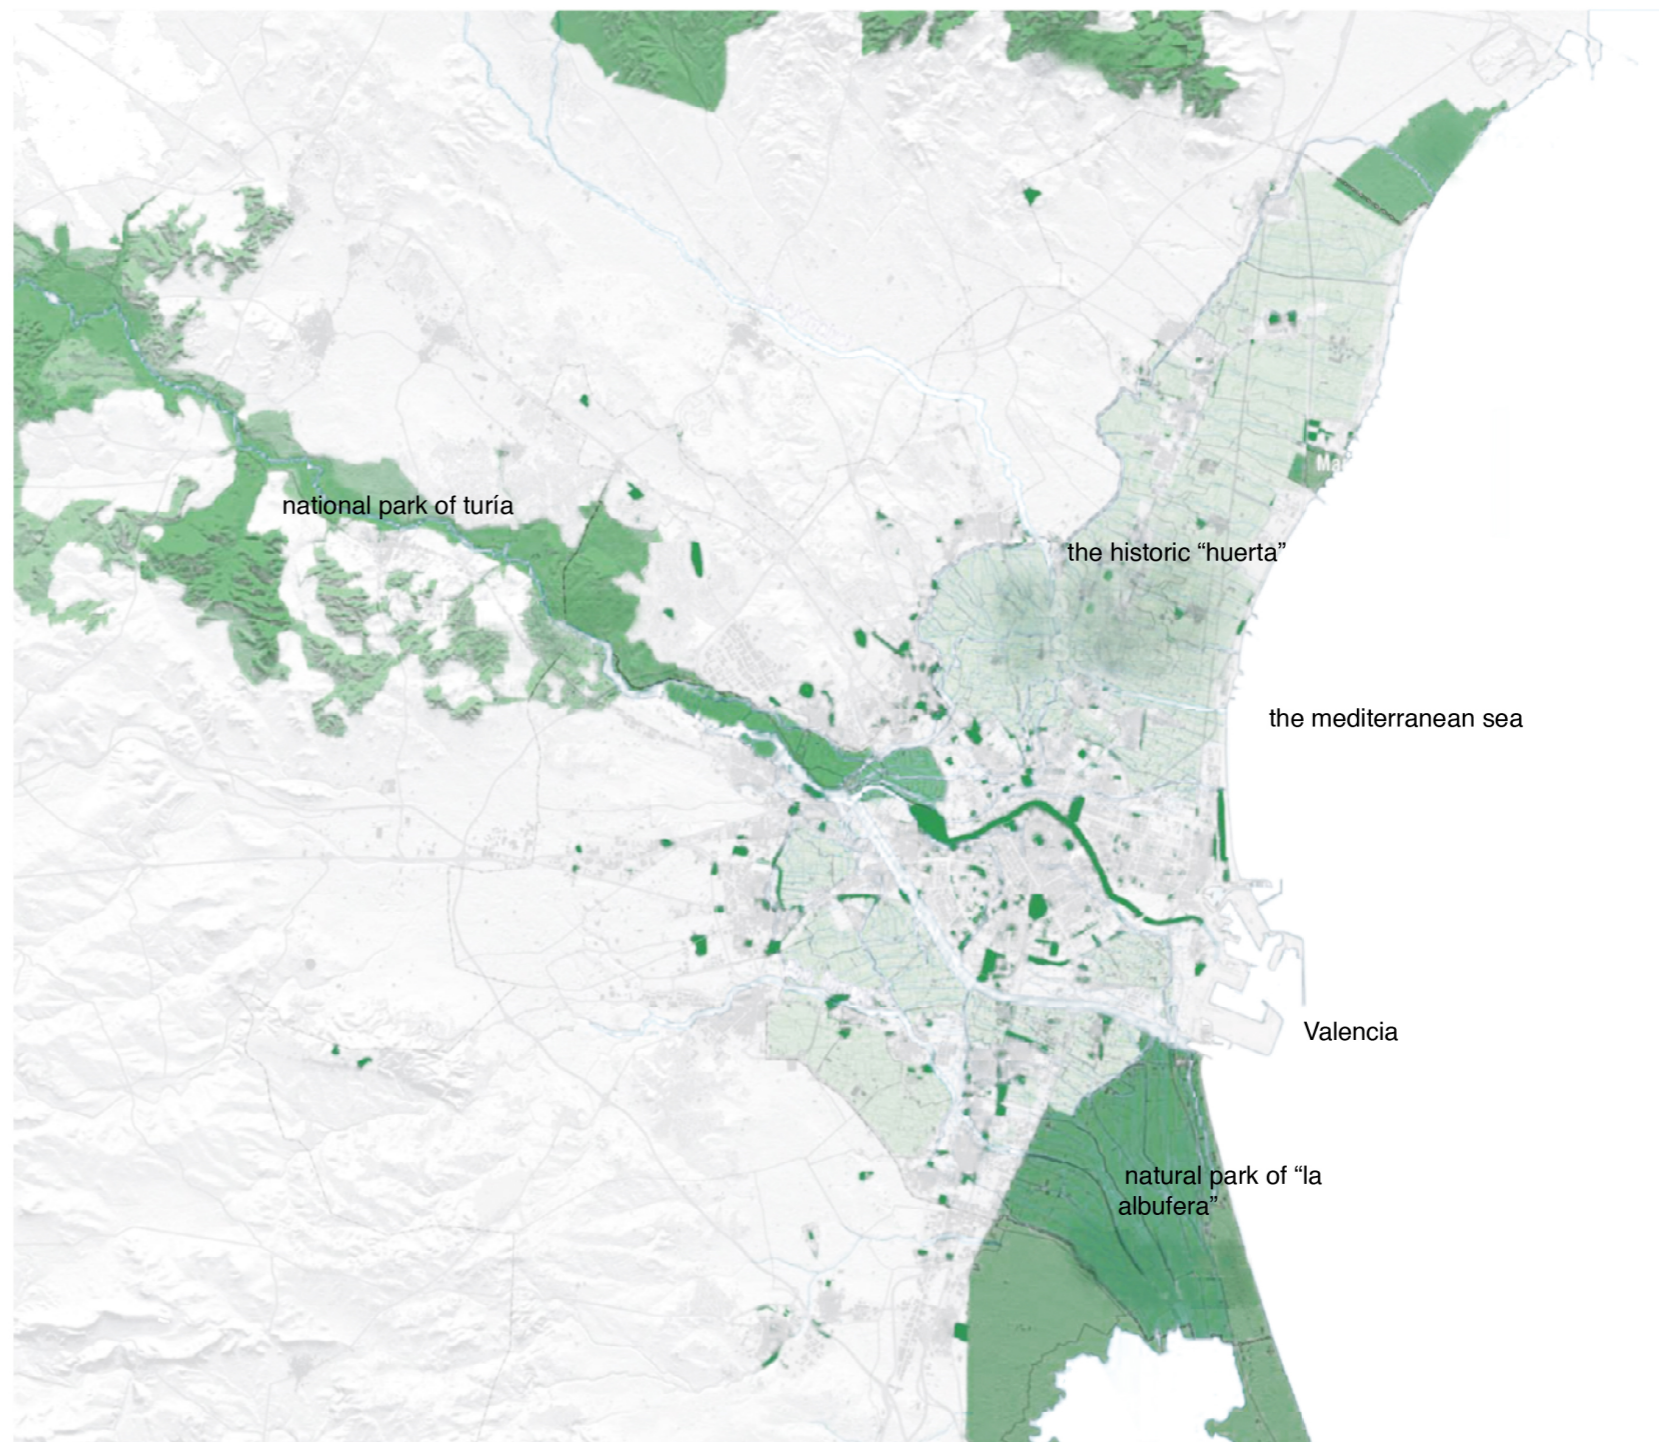 national park of turía
the historic “huerta”
the mediterranean sea
Valencia
natural park of “la
albufera”